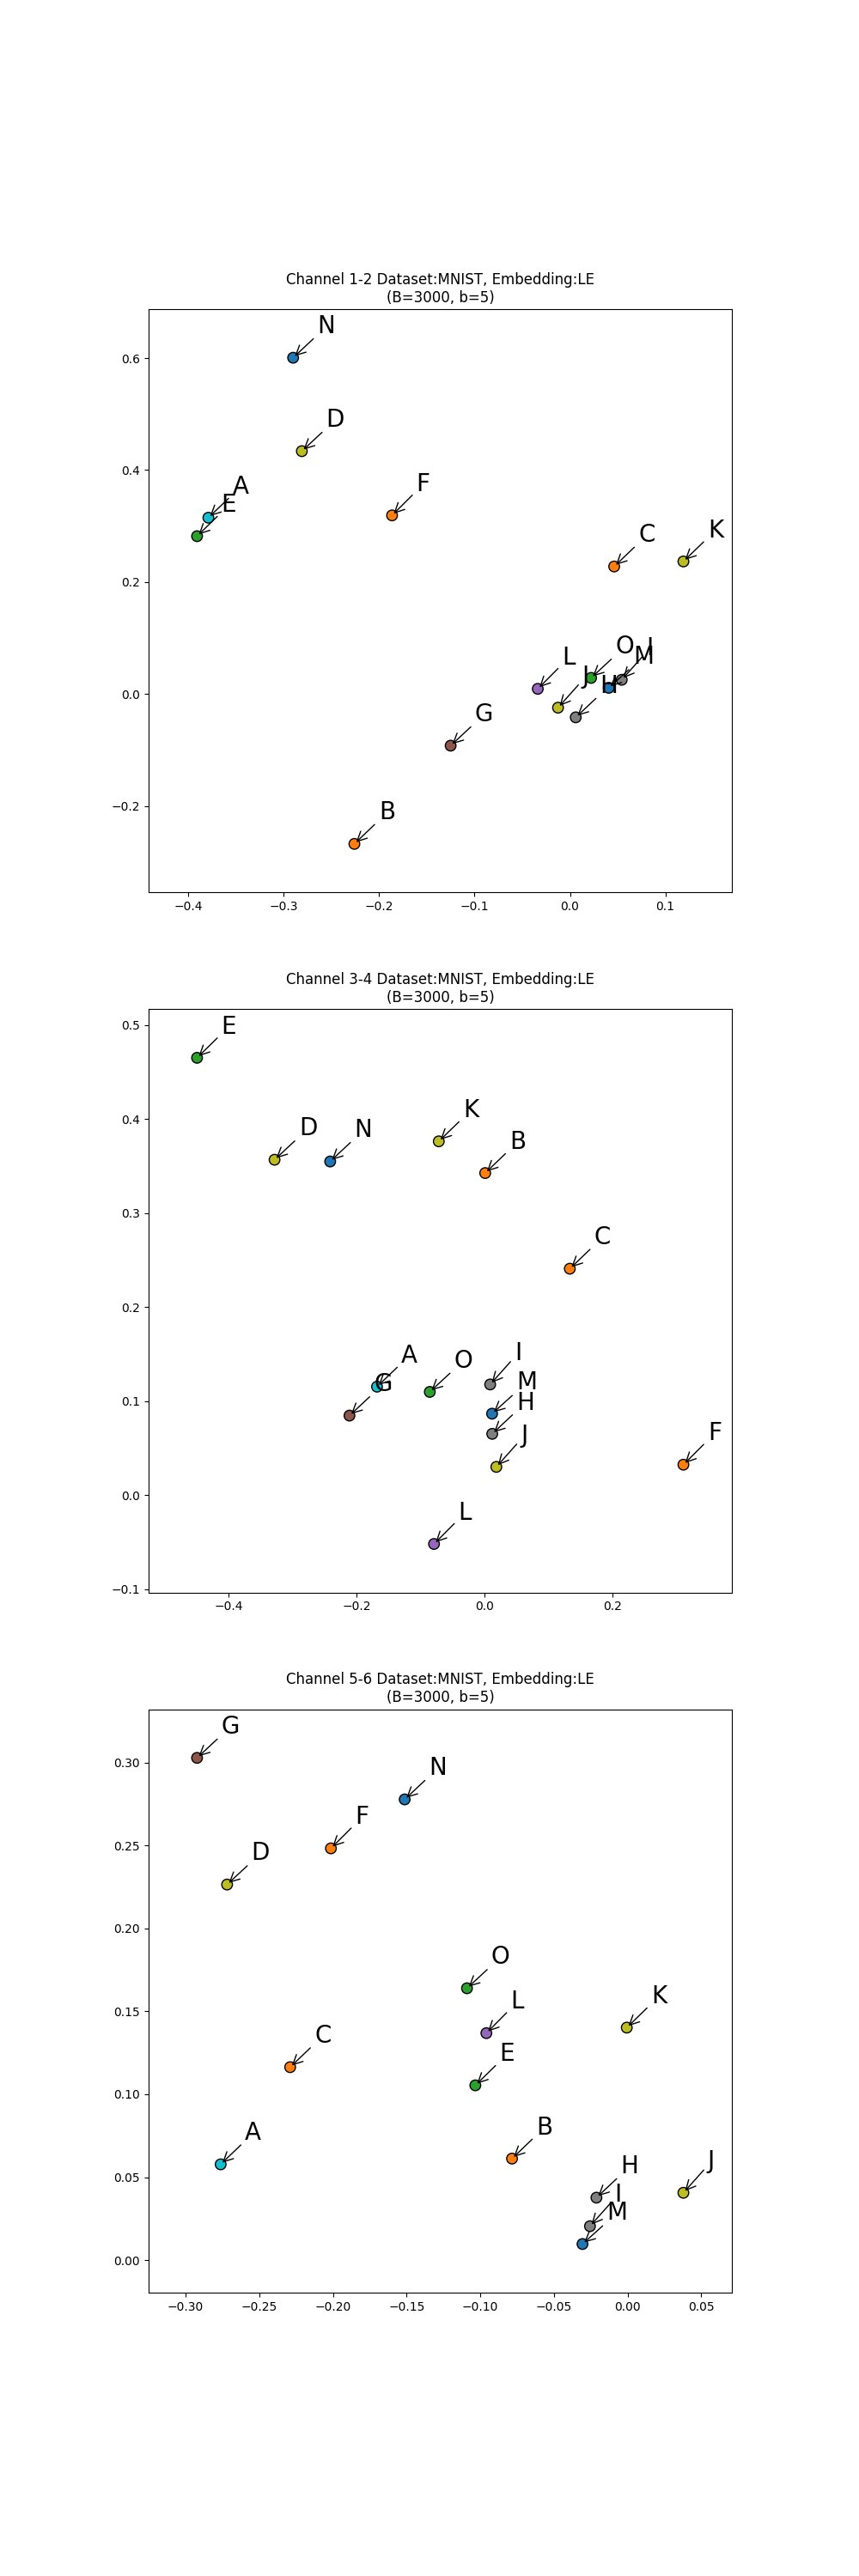 Channel 1-2 Dataset:MNIST, Embedding:LE
(B=3000, b=5)
N
0.6
D
0.4
A
E
F
C
K
0.2
O
I
M
L
J
H
0.0
G
−0.2
B
−0.4 −0.3 −0.2 −0.1 0.0 0.1
Channel 3-4 Dataset:MNIST, Embedding:LE
(B=3000, b=5)
0.5
E
0.4
K
D
N
B
0.3
C
0.2
A
O
I
G
M
0.1
H
J
F
0.0
L
−0.1
−0.4 −0.2 0.0 0.2
Channel 5-6 Dataset:MNIST, Embedding:LE
(B=3000, b=5)
G
0.30
N
F
0.25
D
0.20
O
L
K
0.15
C
E
0.10
B
A
H
J
0.05
I
M
0.00
−0.30 −0.25 −0.20 −0.15 −0.10 −0.05 0.00 0.05